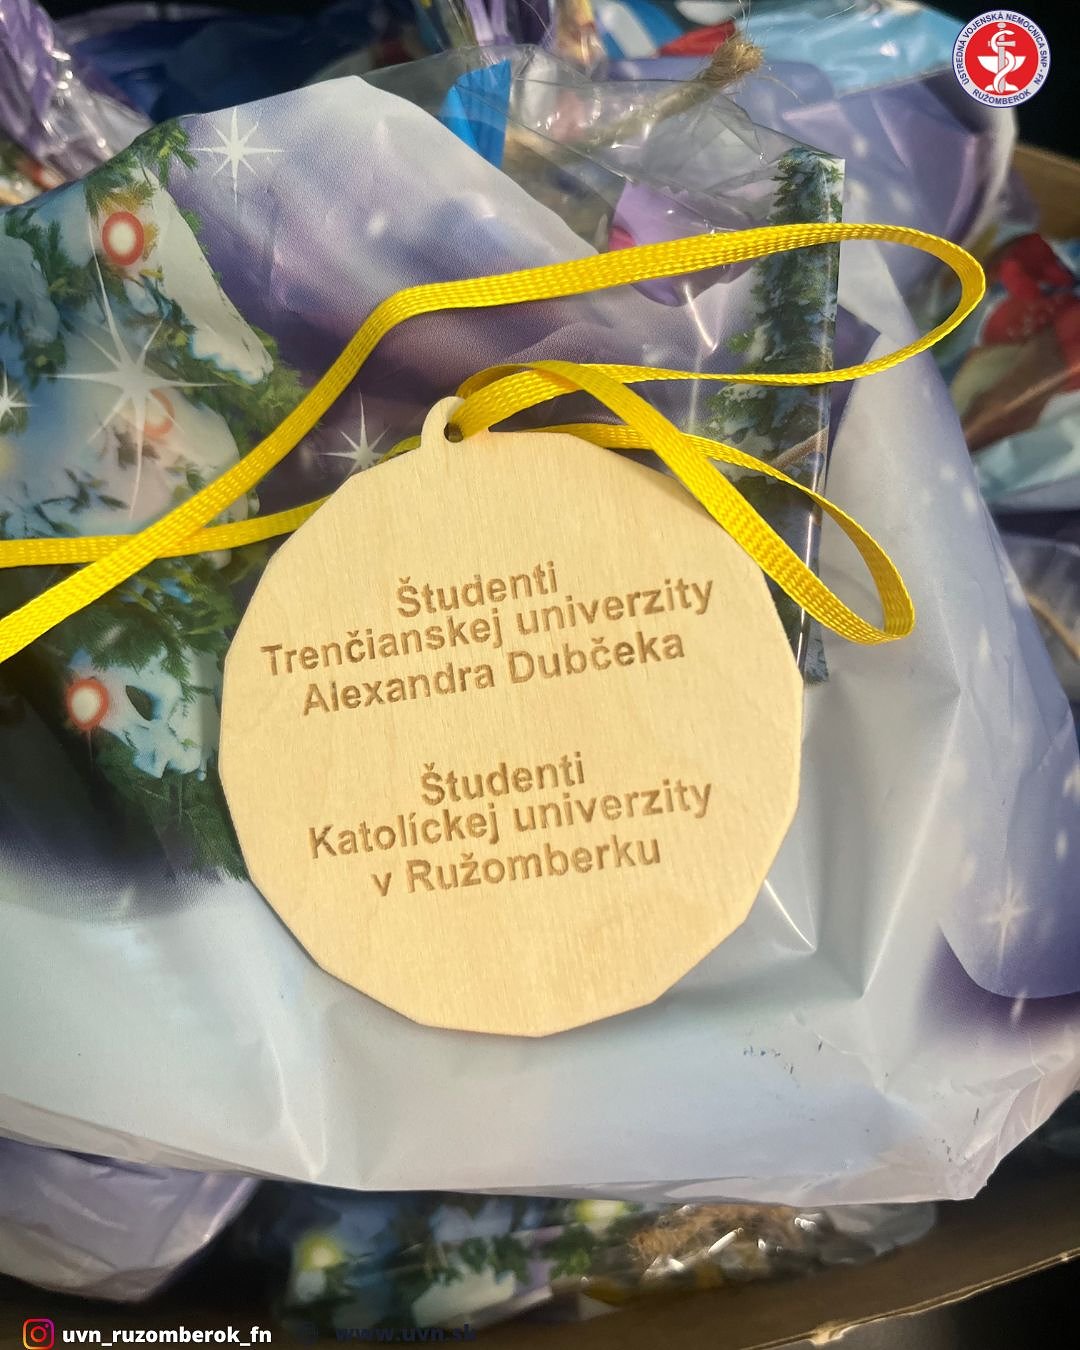 ÚSTREDNÁ VOJENSKÁ NEMOCNICA SNP - FN
RUŽOMBEROK
Študenti
Trenčianskej univerzity
Alexandra Dubčeka
Študenti
Katolíckej univerzity
v Ružomberku
uvn_ruzomberok_fn
www.uvn.sk